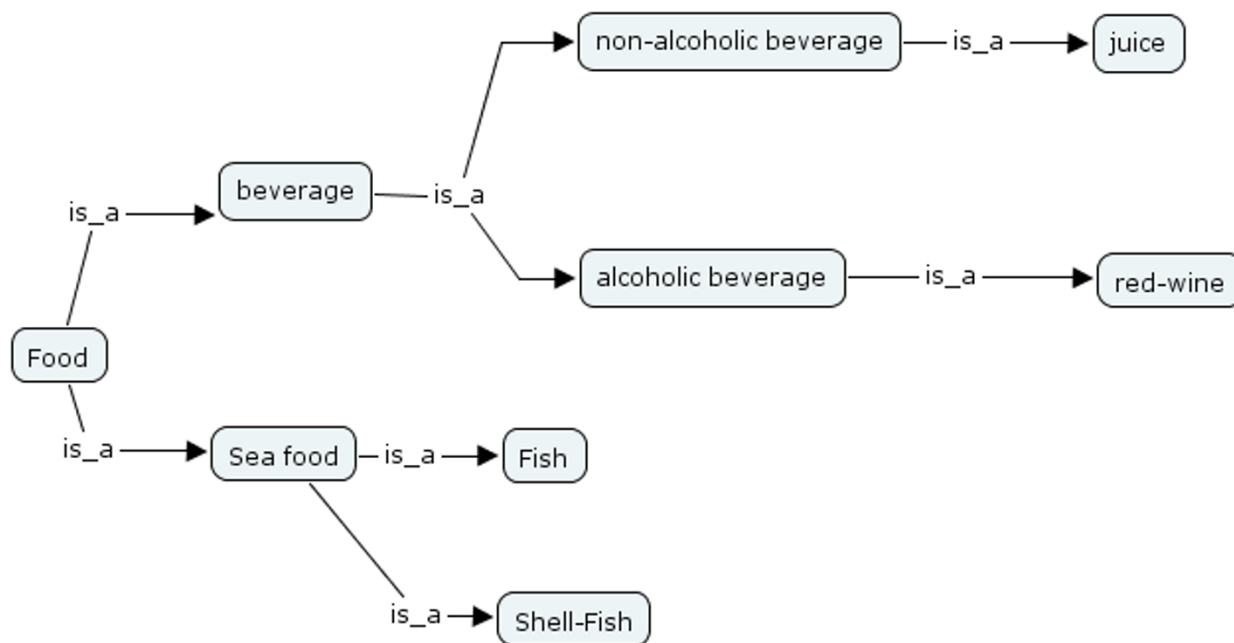 non-alcoholic beverage is_a juice
beverage is_a
is_a
alcoholic beverage is_a red-wine
Food
is_a Sea food is_a Fish
is_a Shell-Fish